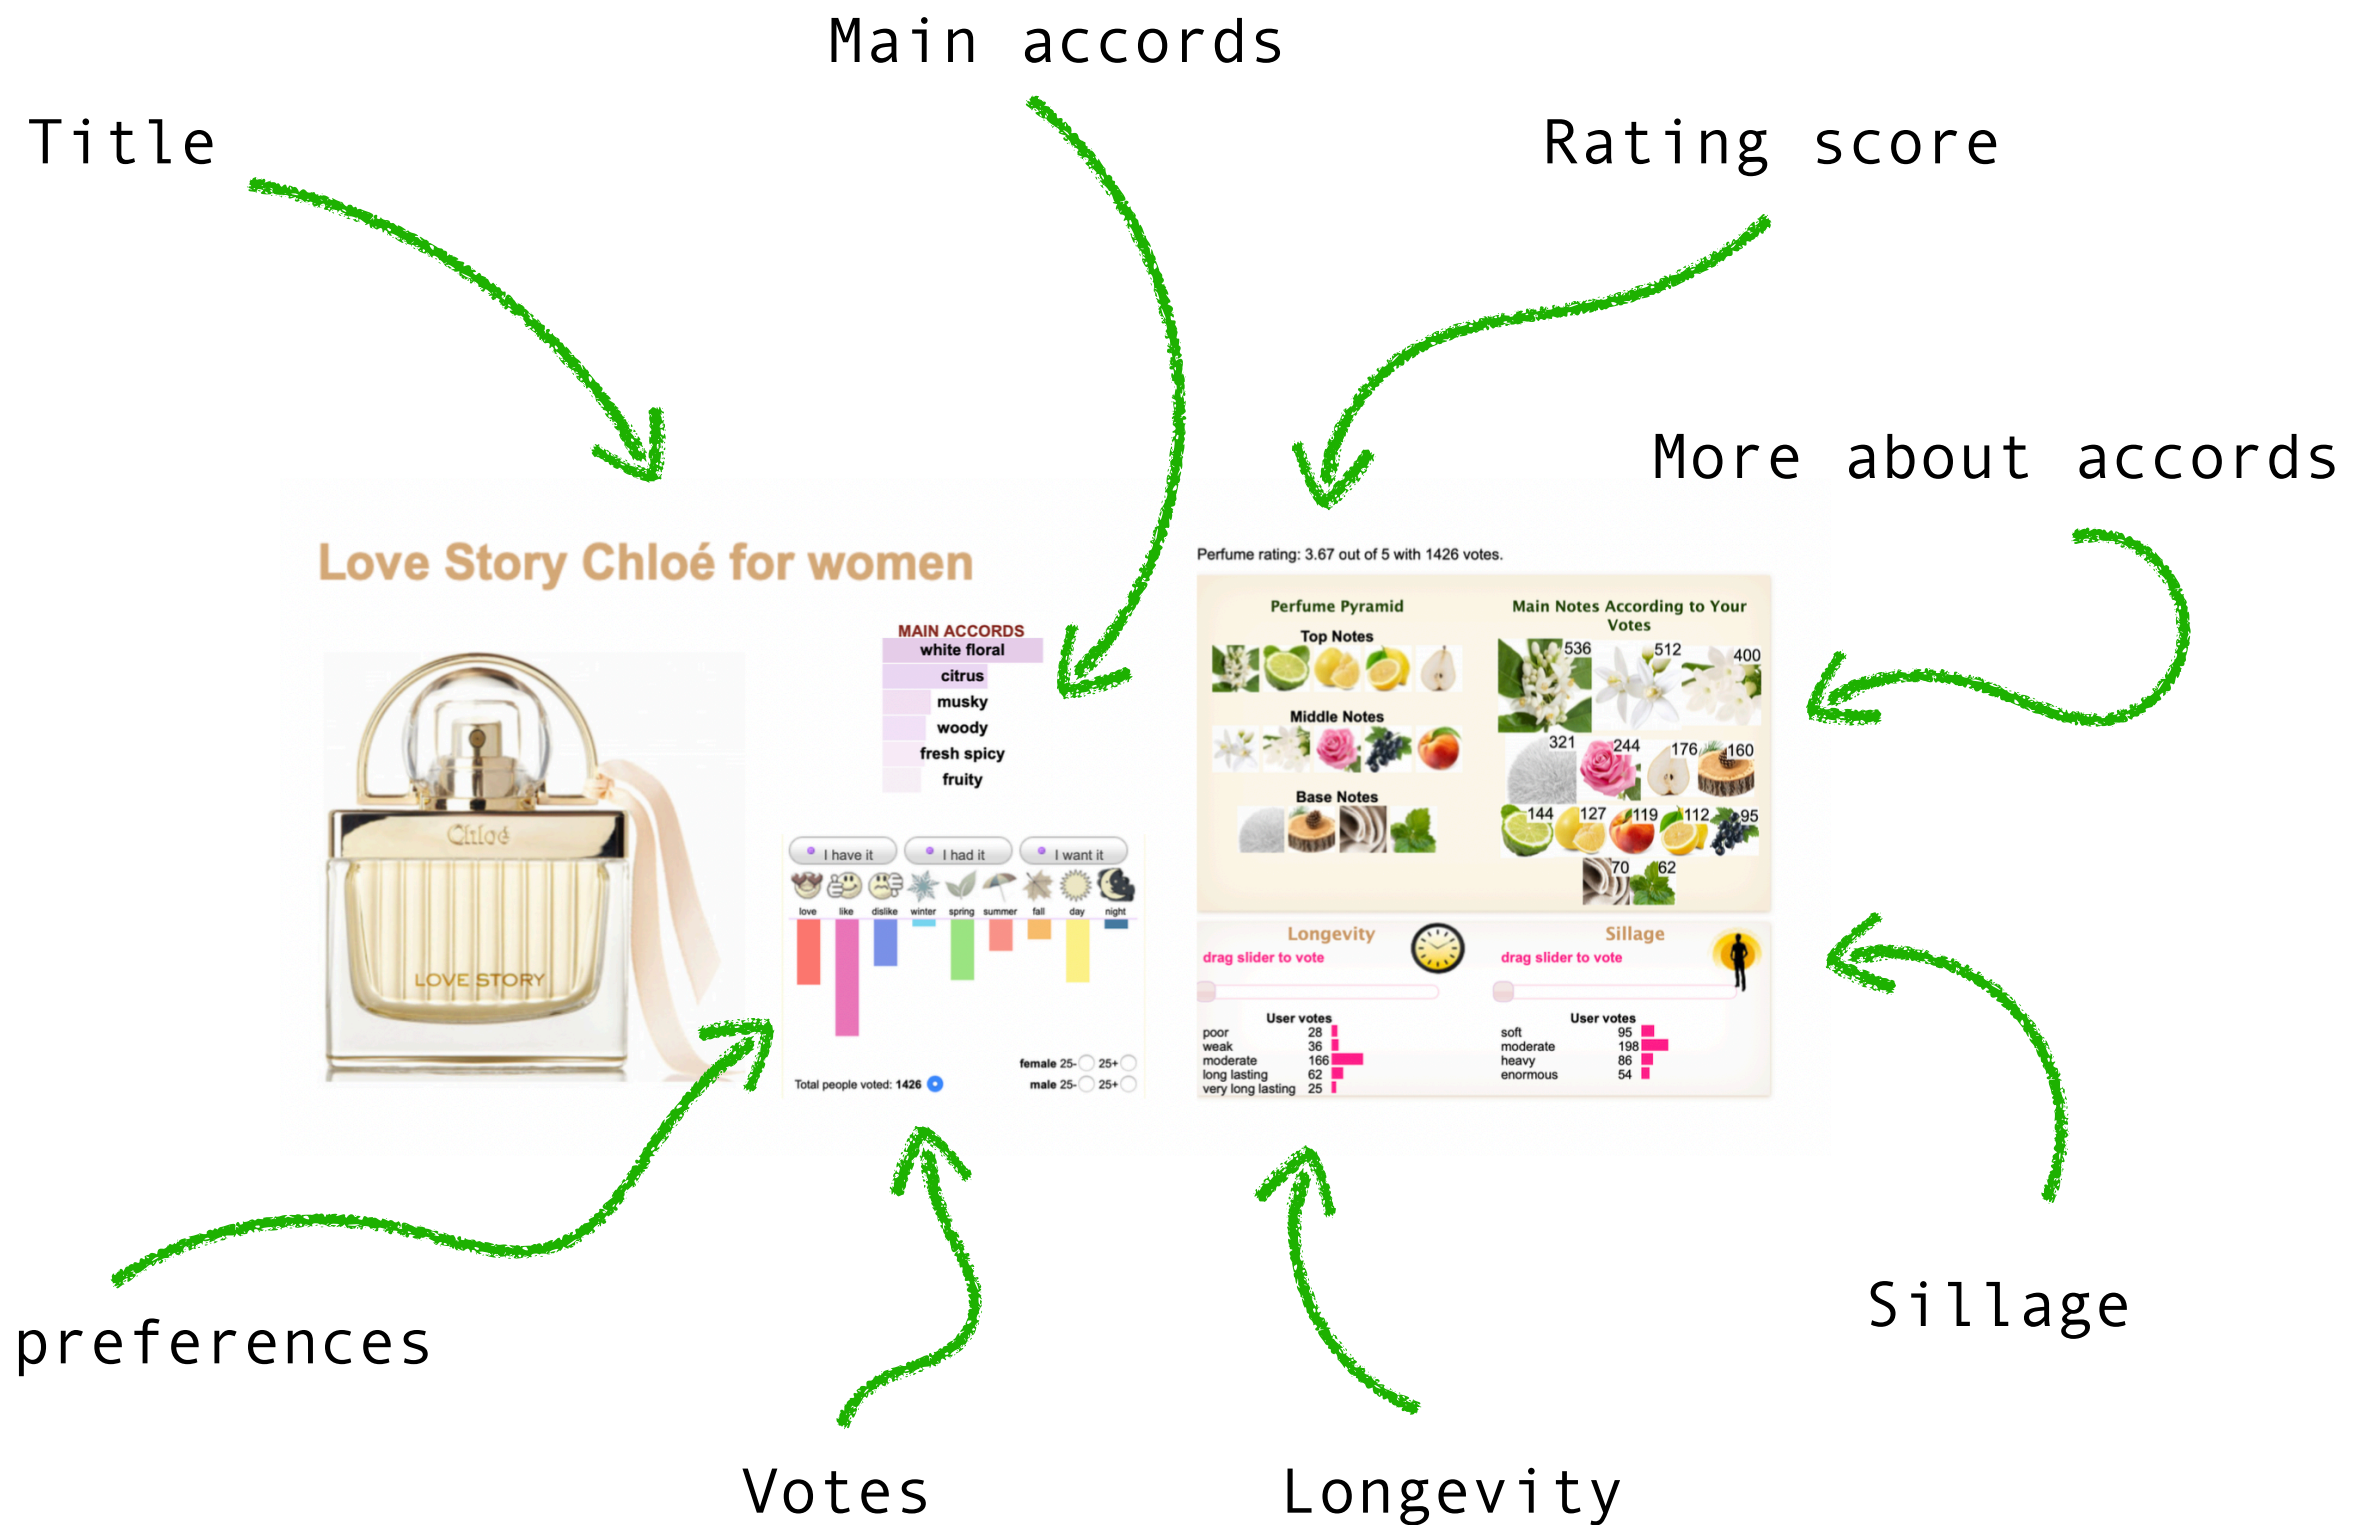 Main accords
Title
Rating score
More about accords
Love Story Chloé for women
MAIN ACCORDS
white floral
citrus
musky
woody
fresh spicy
fruity
Chloé
LOVE STORY
I have it
I had it
I want it
love
like
dislike
winter
spring
summer
fall
day
night
female 25- 25+
Total people voted: 1426
male 25- 25+
Perfume rating: 3.67 out of 5 with 1426 votes.
Perfume Pyramid
Top Notes
Middle Notes
Base Notes
Main Notes According to Your
Votes
536 512 400
321 244 176 160
144 127 119 112 95
70 62
Longevity
drag slider to vote
User votes
poor 28
weak 36
moderate 166
long lasting 62
very long lasting 25
Sillage
drag slider to vote
User votes
soft 95
moderate 198
heavy 86
enormous 54
preferences
Votes
Longevity
Sillage